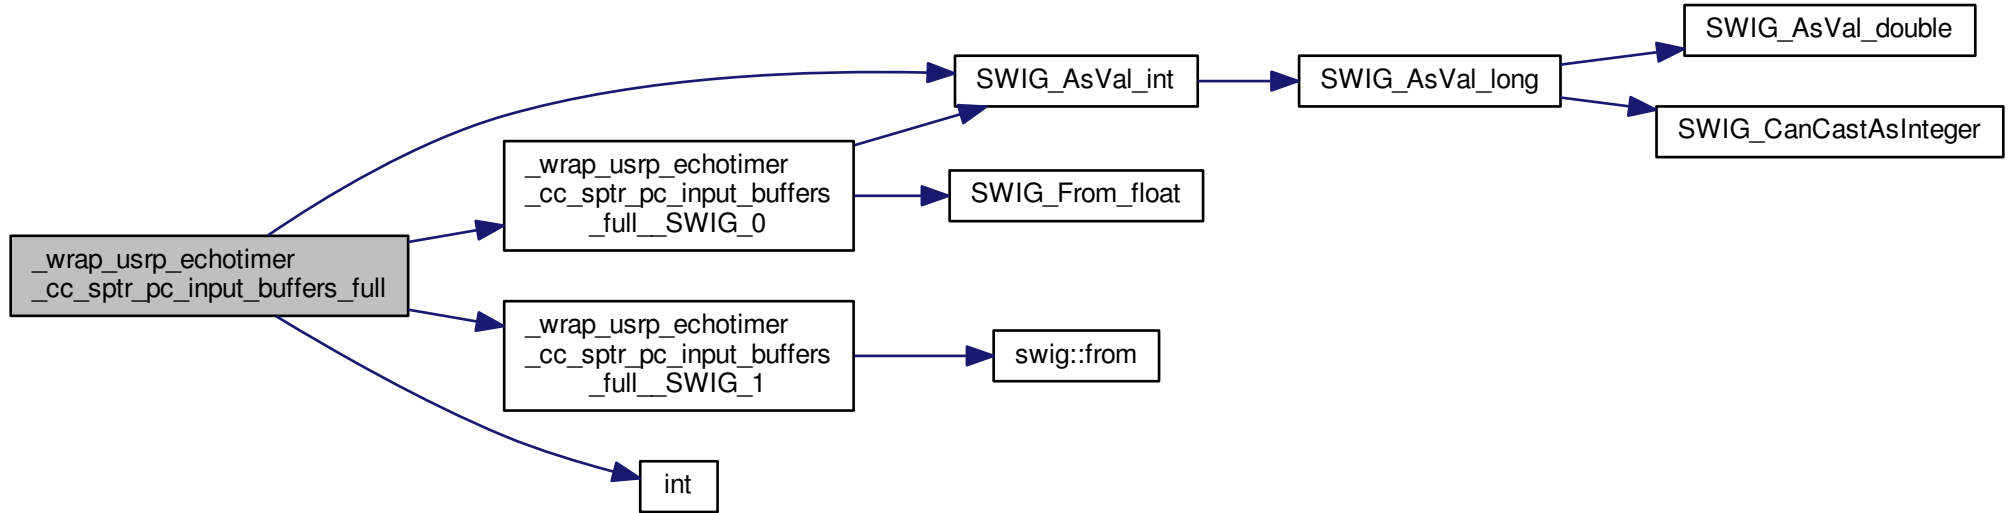 _wrap_usrp_echotimer
_cc_sptr_pc_input_buffers_full
_wrap_usrp_echotimer
_cc_sptr_pc_input_buffers
_full__SWIG_0
_wrap_usrp_echotimer
_cc_sptr_pc_input_buffers
_full__SWIG_1
int
SWIG_AsVal_int
SWIG_From_float
swig::from
SWIG_AsVal_long
SWIG_AsVal_double
SWIG_CanCastAsInteger